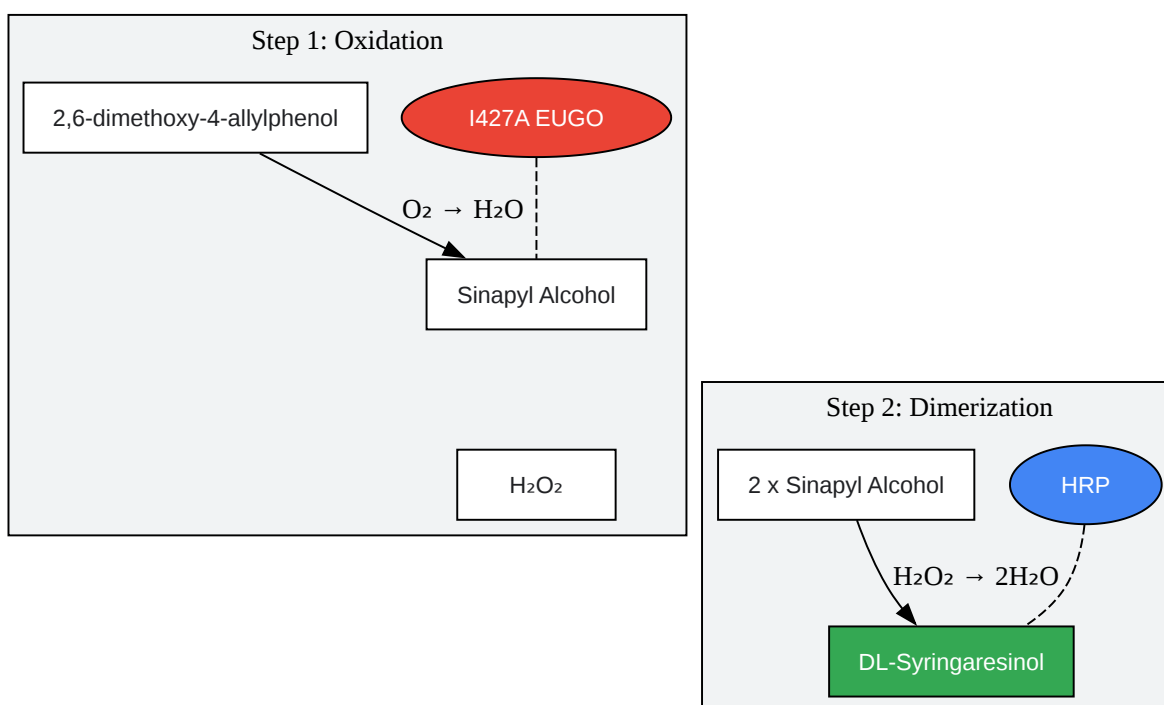 Step 1: Oxidation
2,6-dimethoxy-4-allylphenol
I427A EUGO
O₂ → H₂O
Sinapyl Alcohol
H₂O₂
Step 2: Dimerization
2 x Sinapyl Alcohol
HRP
H₂O₂ → 2H₂O
DL-Syringaresinol